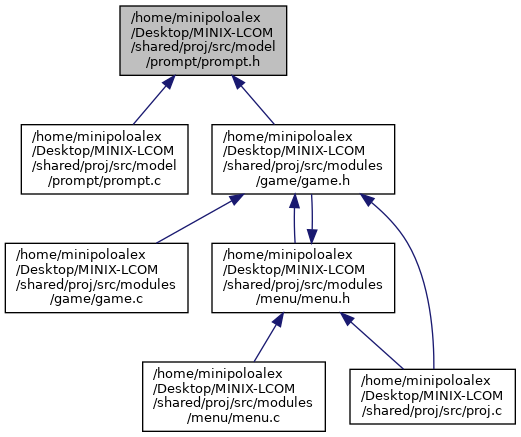 /home/minipoloalex
/Desktop/MINIX-LCOM
/shared/proj/src/model
/prompt/prompt.h
/home/minipoloalex
/Desktop/MINIX-LCOM
/shared/proj/src/model
/prompt/prompt.c
/home/minipoloalex
/Desktop/MINIX-LCOM
/shared/proj/src/modules
/game/game.h
/home/minipoloalex
/Desktop/MINIX-LCOM
/shared/proj/src/modules
/game/game.c
/home/minipoloalex
/Desktop/MINIX-LCOM
/shared/proj/src/modules
/menu/menu.h
/home/minipoloalex
/Desktop/MINIX-LCOM
/shared/proj/src/modules
/menu/menu.c
/home/minipoloalex
/Desktop/MINIX-LCOM
/shared/proj/src/proj.c